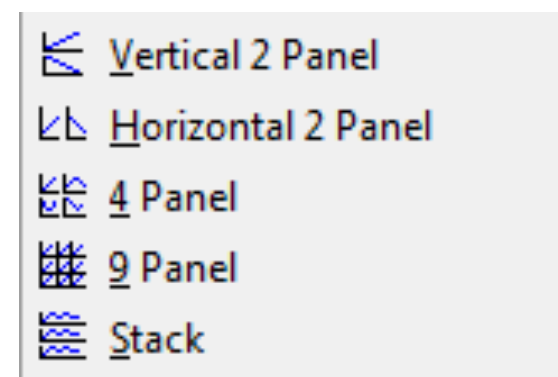 Vertical 2 Panel
Horizontal 2 Panel
4 Panel
9 Panel
Stack